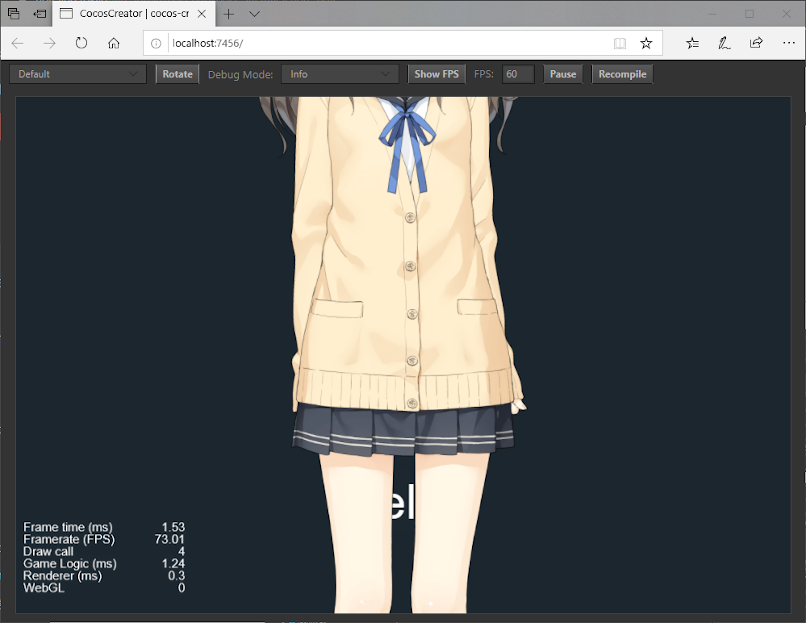 CocosCreator | cocos-cr
localhost:7456/
Default Rotate Debug Mode: Info Show FPS FPS: 60 Pause Recompile
el
Frame time (ms) 1.53
Framerate (FPS) 73.01
Draw call 4
Game Logic (ms) 1.24
Renderer (ms) 0.3
WebGL 0